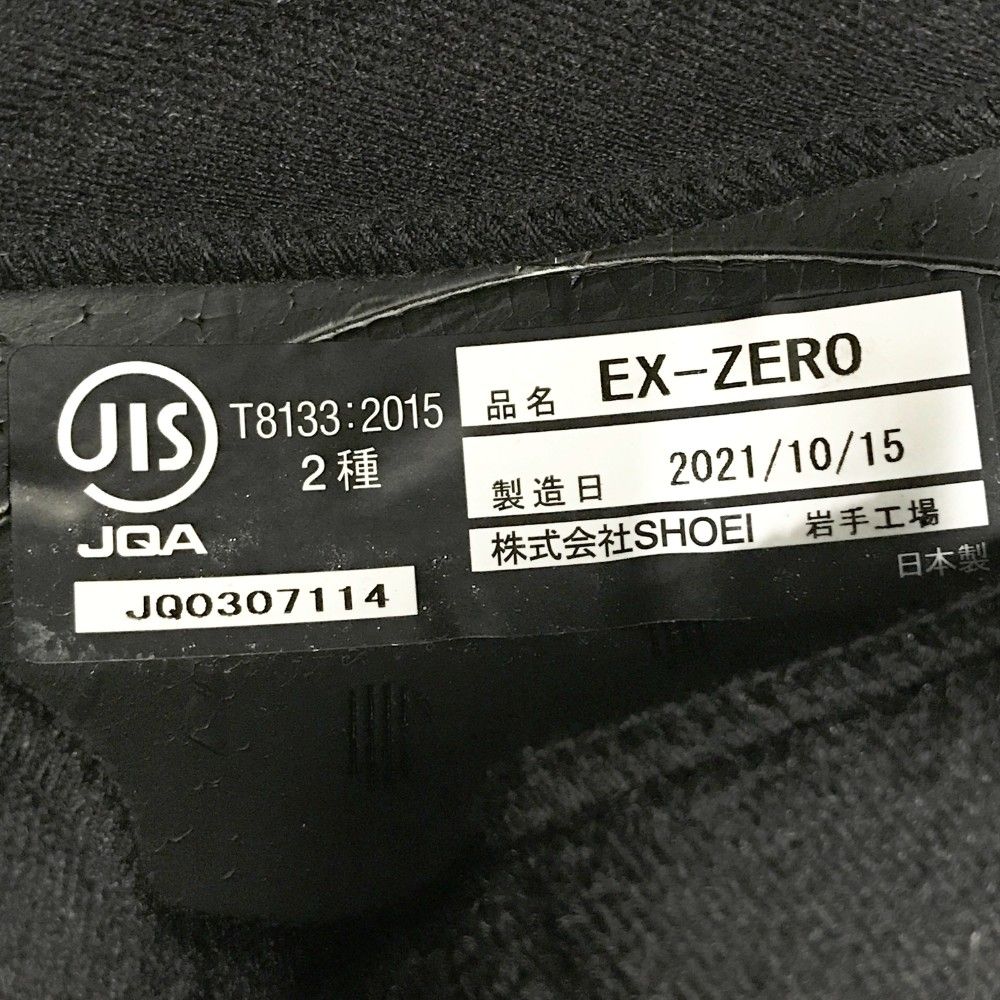 JIS
JQA
T8133:2015
2種
JQ0307114
品名 EX-ZERO
製造日 2021/10/15
株式会社SHOEI 岩手工場
日本製